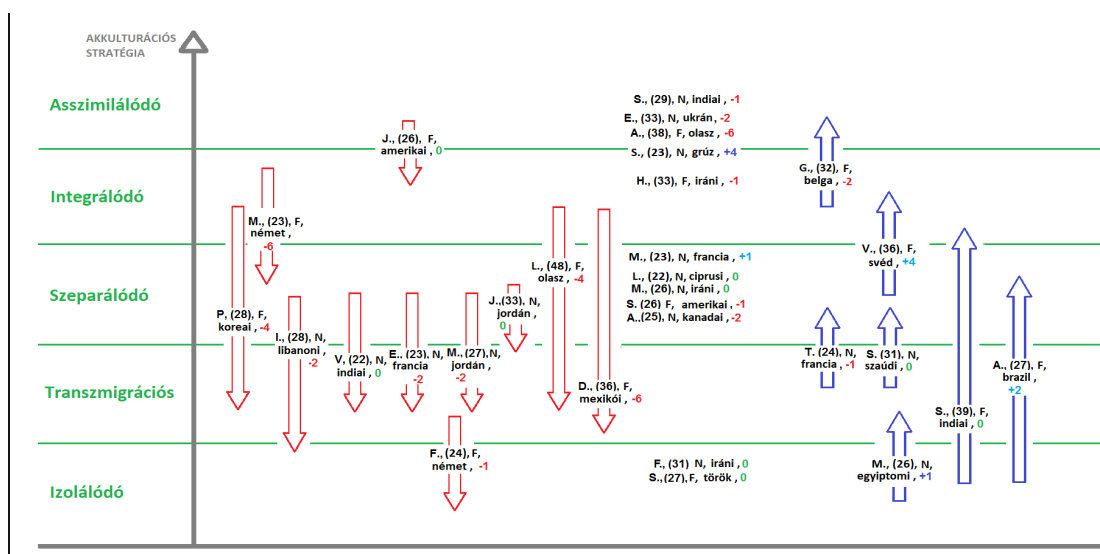 AKKULTURÁCIÓS
STRATÉGIA
Asszimilálódó
S., (29), N, indiai , -1
E., (33), N, ukrán, -2
A., (38), F, olasz, -6
J., (26), F,
amerikai , 0
S., (23), N, grúz , +4
Integrálódó
G., (32), F,
belga , -2
H., (33), F, iráni , -1
M., (23), F,
német ,
-6
Szeparálódó
V., (36), F,
svéd , +4
M., (23), N, francia , +1
L., (48), F,
olasz , -4
L., (22), N, ciprusi , 0
M., (26), N, iráni , 0
S. (26) F, amerikai , -1
A.,(25), N, kanadai , -2
J.,(33), N,
jordán ,
0
P, (28), F,
koreai , -4
I., (28), N,
libanoni ,
-2
Transzmigrációs
V, (22), N,
indiai , 0
E., (23), N,
francia
-2
M., (27),N,
jordán ,
-2
T. (24), N,
francia , -1
S. (31) N,
szaúdi , 0
A., (27), F,
brazil ,
+2
D., (36), F,
mexikói , -6
S., (39), F,
indiai , 0
Izolálódó
F., (24),F,
német , -1
F., (31) N, iráni , 0
S.,(27),F, török , 0
M., (26), N,
egyiptomi , +1